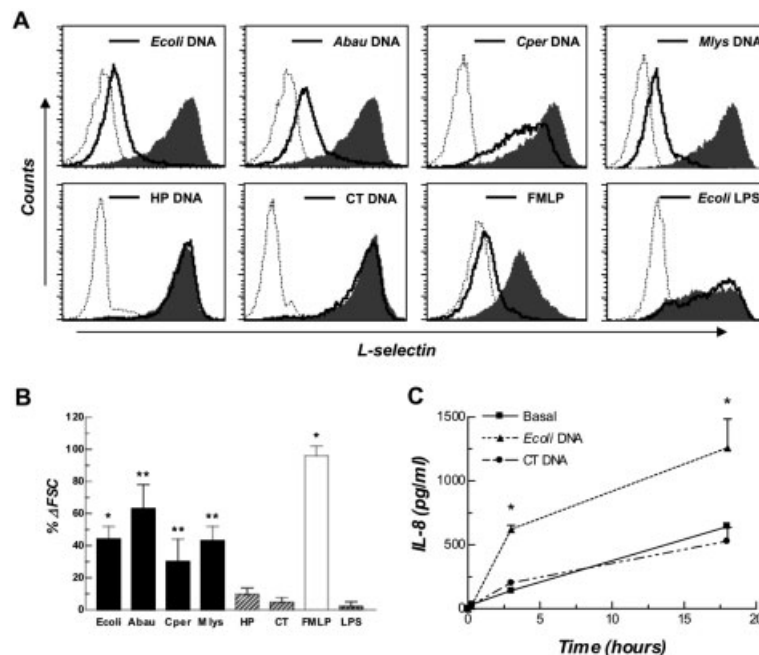 A
Ecoli DNA
Abau DNA
Cper DNA
Mlys DNA
HP DNA
CT DNA
FMLP
Ecoli LPS
Counts
L-selectin
B
% ΔFSC
120
100
80
60
40
20
0
* ** ** ** *
Ecoli Abau Cper Mlys HP CT FMLP LPS
C
IL-8 (pg/ml)
1500
1000
500
0
Basal
Ecoli DNA
CT DNA
*
*
0 5 10 15 20
Time (hours)